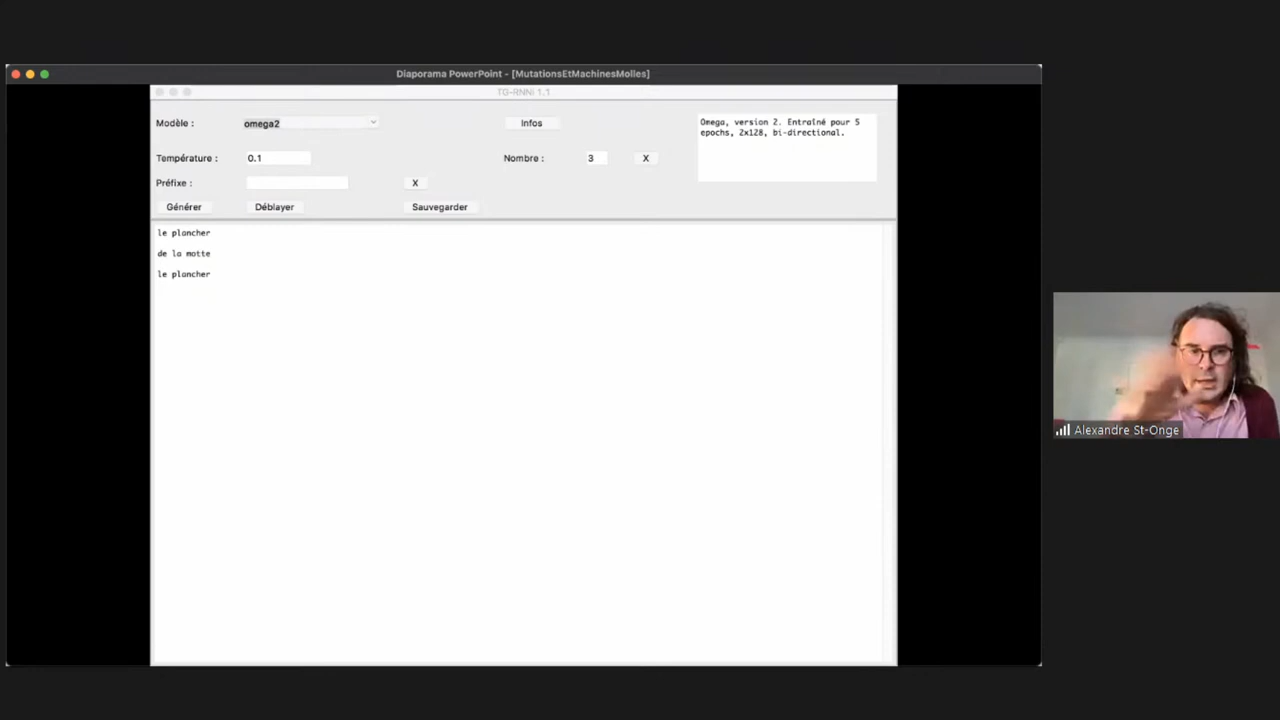 Diaporama PowerPoint - [MutationsEtMachinesMolles]
TG-RNNi 1.1
Modèle :
omega2
Infos
Omega, version 2. Entraîné pour 5
epochs, 2x128, bi-directional.
Température :
0.1
Nombre :
3
X
Préfixe :
X
Générer
Déblayer
Sauvegarder
le plancher
de la motte
le plancher
Alexandre St-Onge